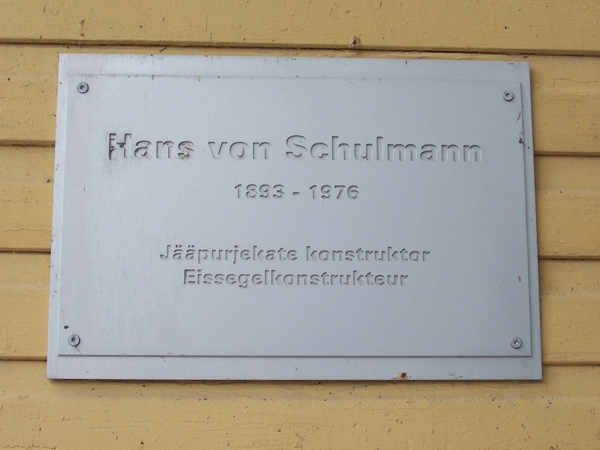 Hans von Schulmann
1893 - 1976
Jääpurjekate konstruktor
Eissegelkonstrukteur